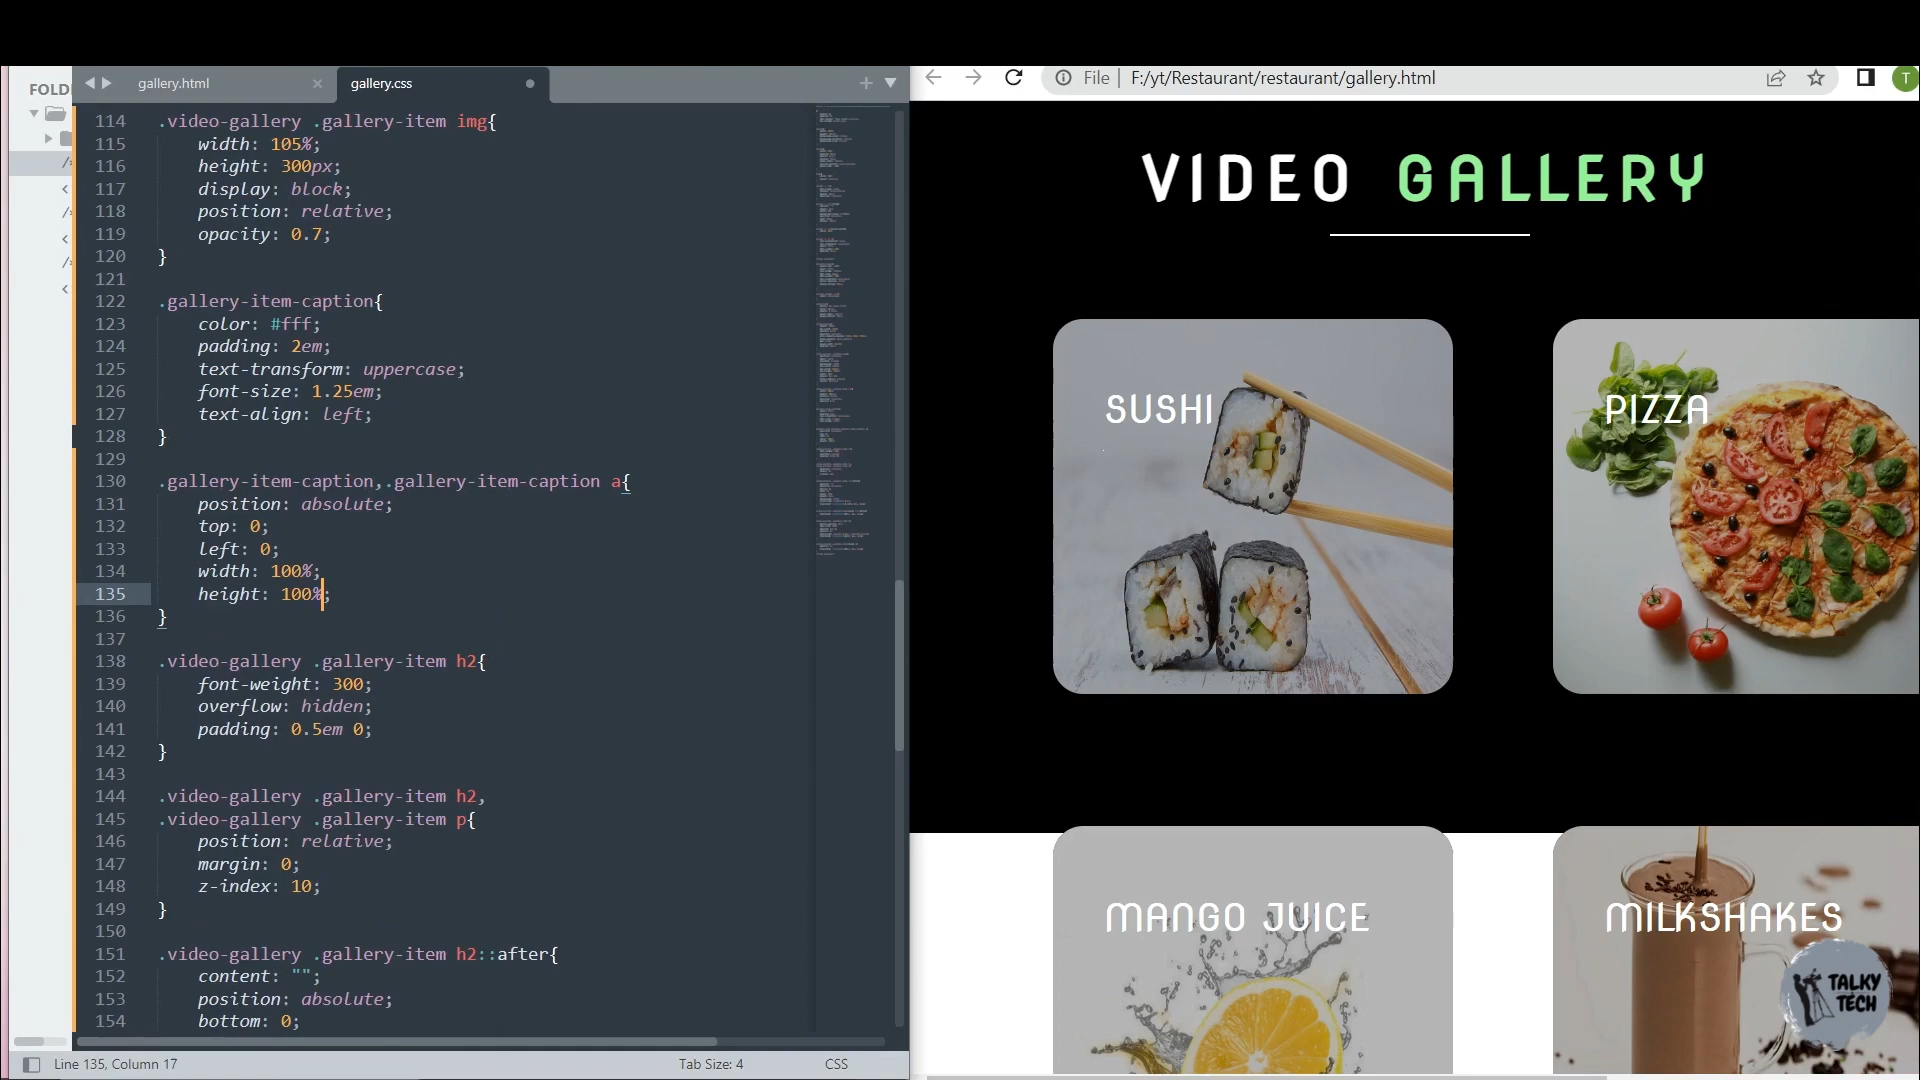 FOLD
gallery.html
gallery.css
File
F:/yt/Restaurant/restaurant/gallery.html
T
114 .video-gallery .gallery-item img{
115 width: 105%;
116 height: 300px;
117 display: block;
118 position: relative;
119 opacity: 0.7;
120 }
121
122 .gallery-item-caption{
123 color: #fff;
124 padding: 2em;
125 text-transform: uppercase;
126 font-size: 1.25em;
127 text-align: left;
128 }
129
130 .gallery-item-caption,.gallery-item-caption a{
131 position: absolute;
132 top: 0;
133 left: 0;
134 width: 100%;
135 height: 100%;
136 }
137
138 .video-gallery .gallery-item h2{
139 font-weight: 300;
140 overflow: hidden;
141 padding: 0.5em 0;
142 }
143
144 .video-gallery .gallery-item h2,
145 .video-gallery .gallery-item p{
146 position: relative;
147 margin: 0;
148 z-index: 10;
149 }
150
151 .video-gallery .gallery-item h2::after{
152 content: "";
153 position: absolute;
154 bottom: 0;
Line 135, Column 17
Tab Size: 4
CSS
VIDEO GALLERY
SUSHI
PIZZA
MANGO JUICE
MILKSHAKES
TALKY
TECH